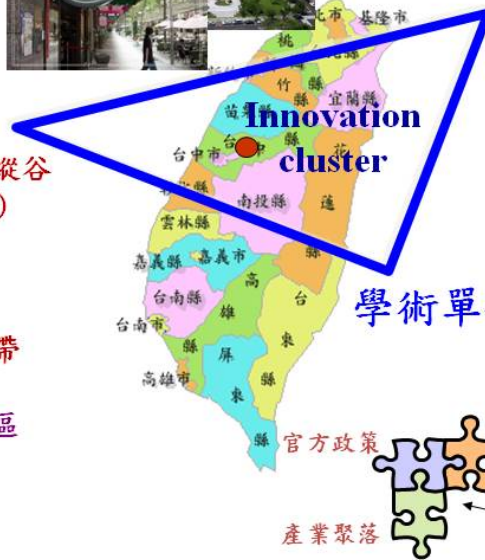 北市
基隆市
桃
竹
縣
宜蘭縣
苗栗縣
Innovation
cluster
台中市
花
蓮
縣
縱谷
)
南投縣
雲林縣
嘉義縣
嘉義市
台南縣
高
雄
縣
台
東
縣
學術單
台南市
帶
屏
東
縣
高雄市
區
官方政策
產業聚落